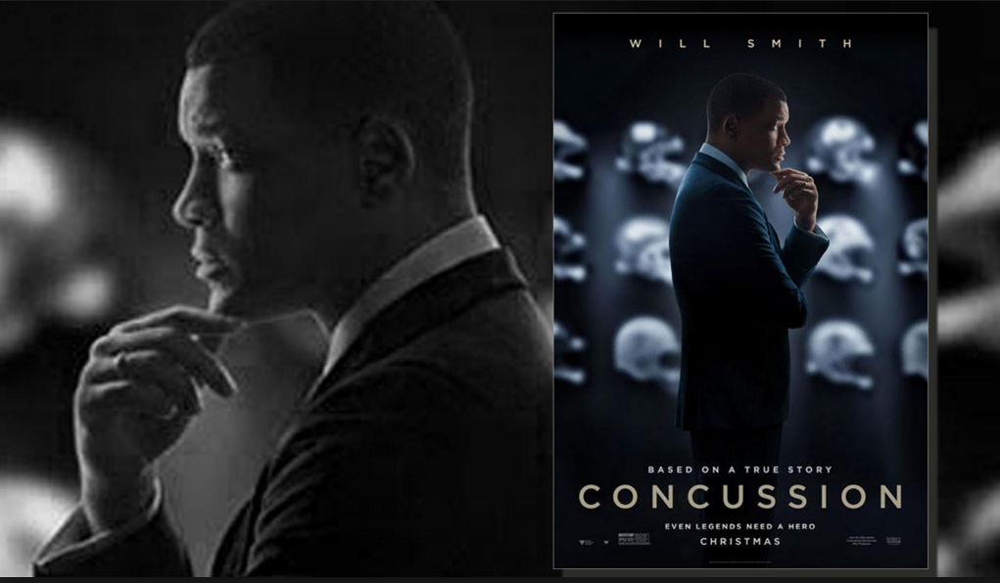 WILL SMITH
BASED ON A TRUE STORY
CONCUSSION
EVEN LEGENDS NEED A HERO
CHRISTMAS